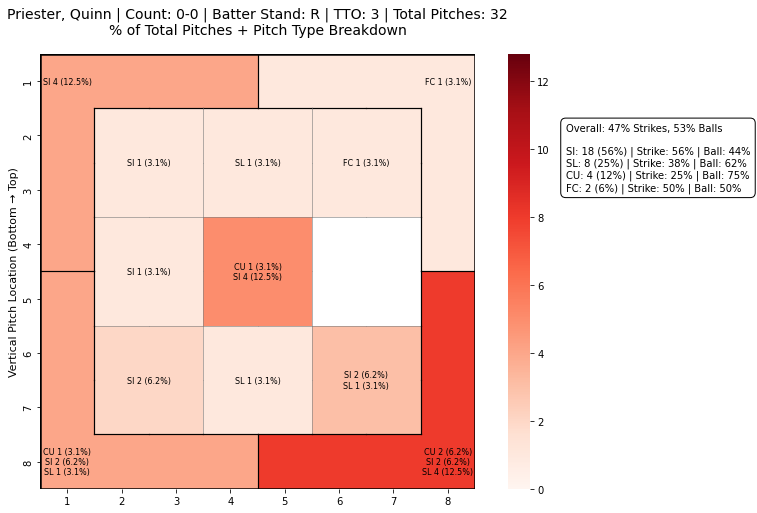 Priester, Quinn | Count: 0-0 | Batter Stand: R | TTO: 3 | Total Pitches: 32
% of Total Pitches + Pitch Type Breakdown
SI 4 (12.5%)
FC 1 (3.1%)
SI 1 (3.1%)
SL 1 (3.1%)
FC 1 (3.1%)
SI 1 (3.1%)
CU 1 (3.1%)
SI 4 (12.5%)
SI 2 (6.2%)
SL 1 (3.1%)
SI 2 (6.2%)
SL 1 (3.1%)
CU 1 (3.1%)
SI 2 (6.2%)
SL 1 (3.1%)
CU 2 (6.2%)
SI 2 (6.2%)
SL 4 (12.5%)
Vertical Pitch Location (Bottom → Top)
1
2
3
4
5
6
7
8
1
2
3
4
5
6
7
8
12
10
8
6
4
2
0
Overall: 47% Strikes, 53% Balls
SI: 18 (56%) | Strike: 56% | Ball: 44%
SL: 8 (25%) | Strike: 38% | Ball: 62%
CU: 4 (12%) | Strike: 25% | Ball: 75%
FC: 2 (6%) | Strike: 50% | Ball: 50%